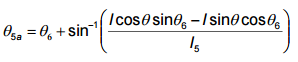 θ₅ₐ = θ₆ + sin⁻¹((l cosθ sinθ₆ − l sinθ cosθ₆) / l₅)